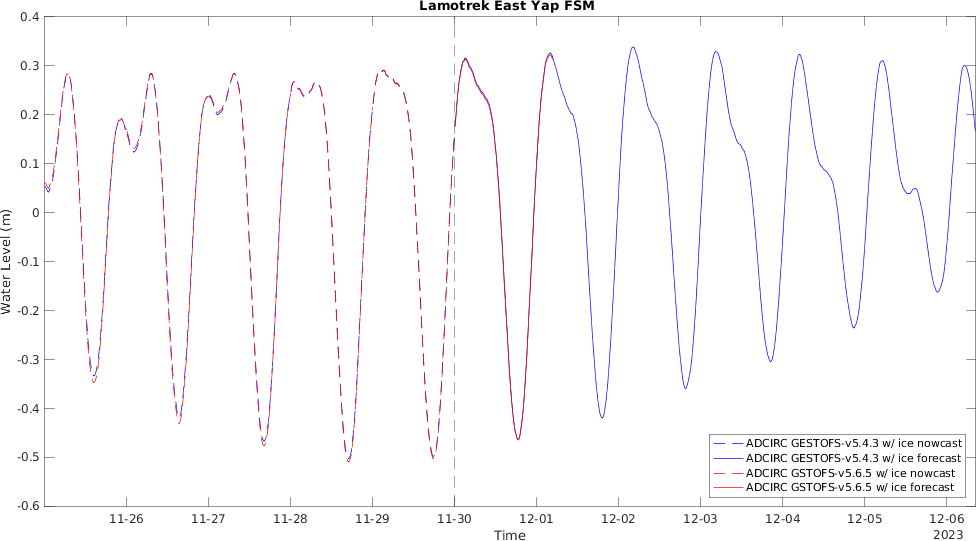 Lamotrek East Yap FSM
0.4
0.3
0.2
0.1
0
-0.1
-0.2
-0.3
-0.4
-0.5
-0.6
Water Level (m)
ADCIRC GESTOFS-v5.4.3 w/ ice nowcast
ADCIRC GESTOFS-v5.4.3 w/ ice forecast
ADCIRC GSTOFS-v5.6.5 w/ ice nowcast
ADCIRC GSTOFS-v5.6.5 w/ ice forecast
11-26 11-27 11-28 11-29 11-30 12-01 12-02 12-03 12-04 12-05 12-06
Time 2023